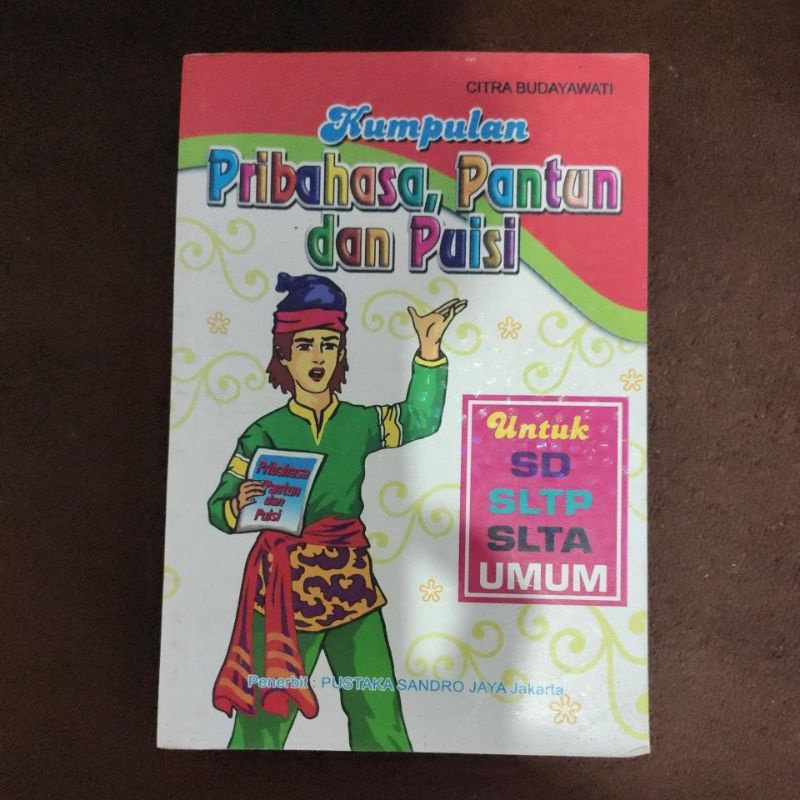 CITRA BUDAYAWATI
Kumpulan
Pribahasa, Pantun
dan Puisi
Untuk
SD
SLTP
SLTA
UMUM
Pribahasa
Pantun
dan
Puisi
Penerbit : PUSTAKA SANDRO JAYA Jakarta